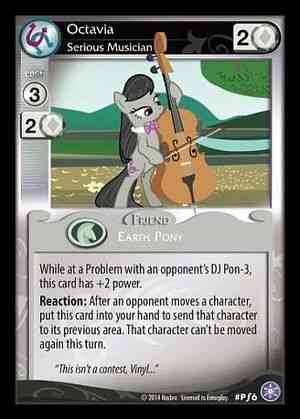 Octavia
Serious Musician
2
3
2
FRIEND
EARTH PONY
While at a Problem with an opponent's DJ Pon-3,
this card has +2 power.
Reaction: After an opponent moves a character,
put this card into your hand to send that character
to its previous area. That character can't be moved
again this turn.
"This isn't a contest, Vinyl..."
© 2014 Hasbro. Licensed to Enterplay.
#Pf6